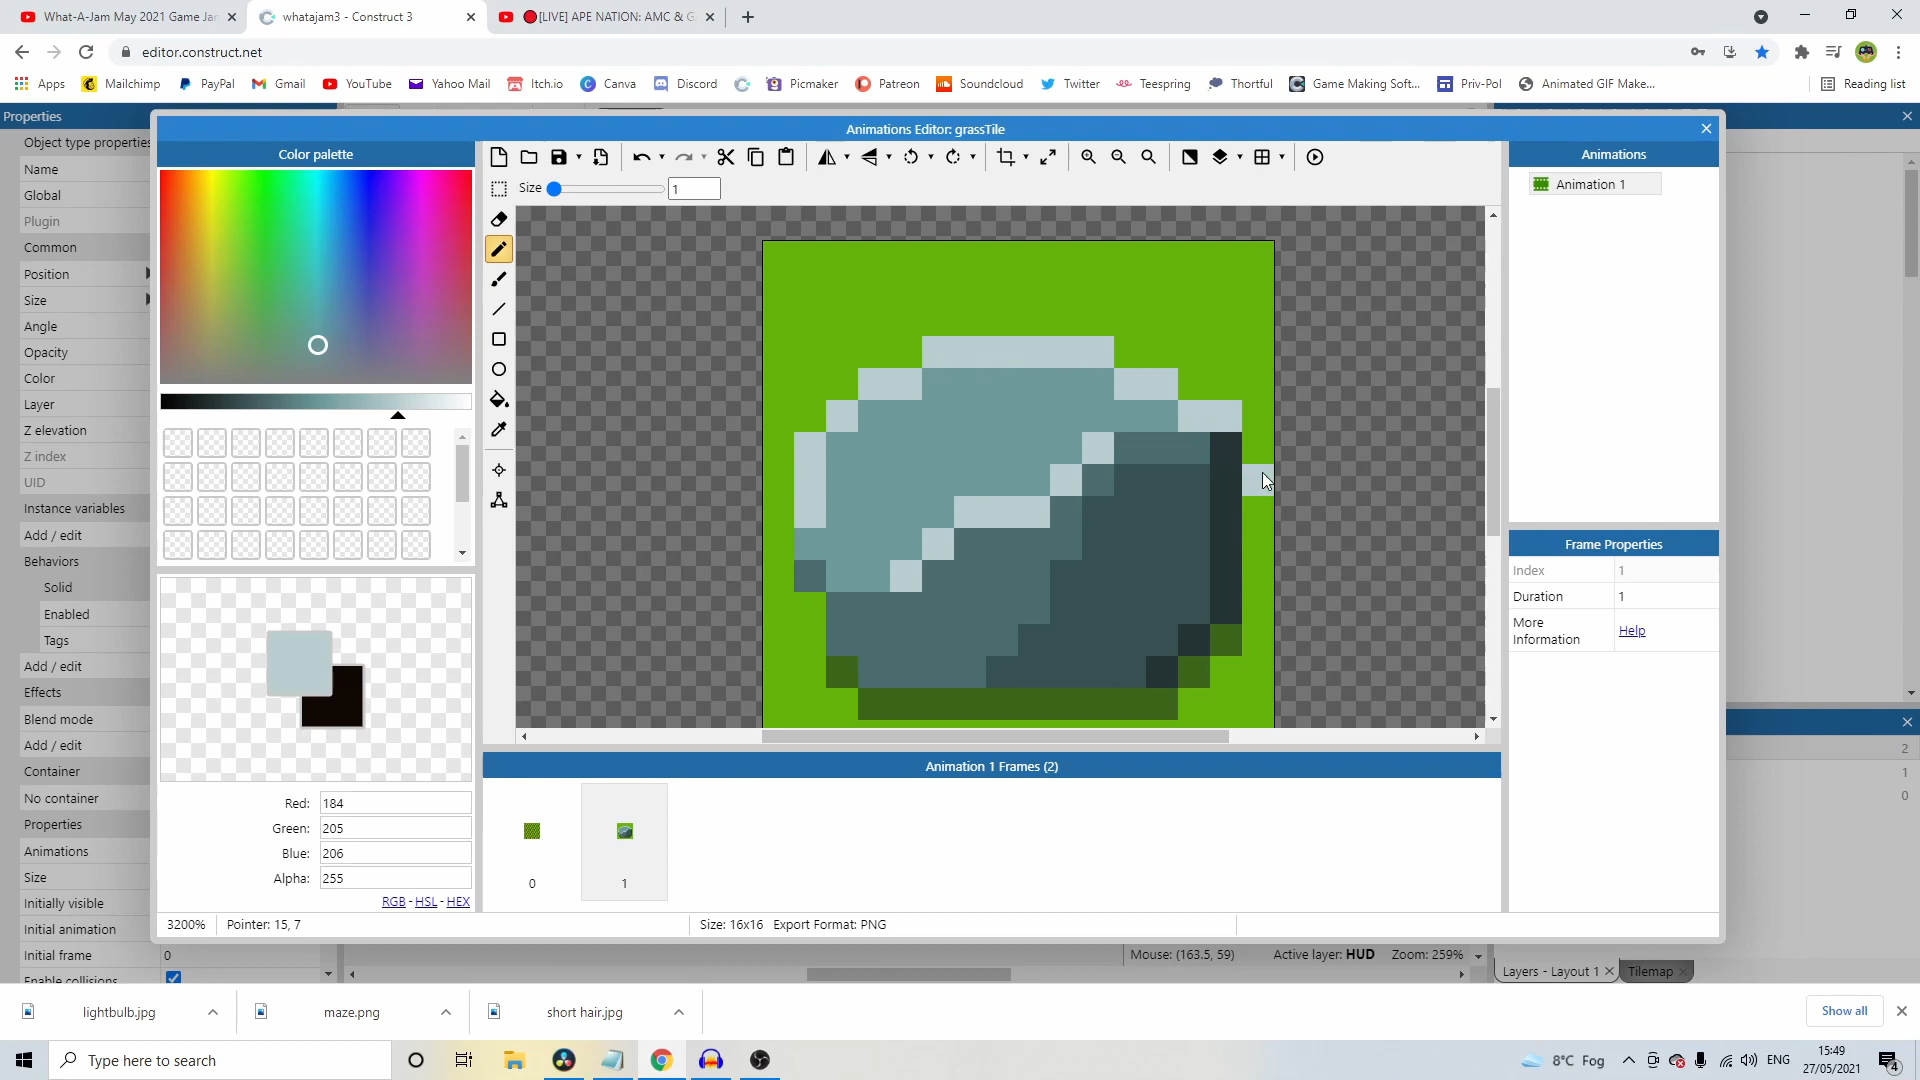 What-A-Jam May 2021 Game Ja
whatajam3 - Construct 3
[LIVE] APE NATION: AMC & G
editor.construct.net
Apps
Mailchimp
PayPal
Gmail
YouTube
Yahoo Mail
Itch.io
Canva
Discord
Picmaker
Patreon
Soundcloud
Twitter
Teespring
Thortful
Game Making Soft...
Priv-Pol
Animated GIF Make...
Reading list
Properties
Animations Editor: grassTile
Object type properties
Name
Global
Plugin
Common
Position
Size
Angle
Opacity
Color
Layer
Z elevation
Z index
UID
Instance variables
Add / edit
Behaviors
Solid
Enabled
Tags
Add / edit
Effects
Blend mode
Add / edit
Container
No container
Properties
Animations
Size
Initially visible
Initial animation
Initial frame
0
Enable collisions
Color palette
Size
1
Red:
184
Green:
205
Blue:
206
Alpha:
255
RGB - HSL - HEX
Animation 1 Frames (2)
0
1
3200%
Pointer: 15, 7
Size: 16x16
Export Format: PNG
Animations
Animation 1
Frame Properties
Index
1
Duration
1
More
Information
Help
2
1
0
Mouse: (163.5, 59)
Active layer: HUD
Zoom: 259%
Layers - Layout 1
Tilemap
lightbulb.jpg
maze.png
short hair.jpg
Show all
Type here to search
8°C Fog
ENG
15:49
27/05/2021
4